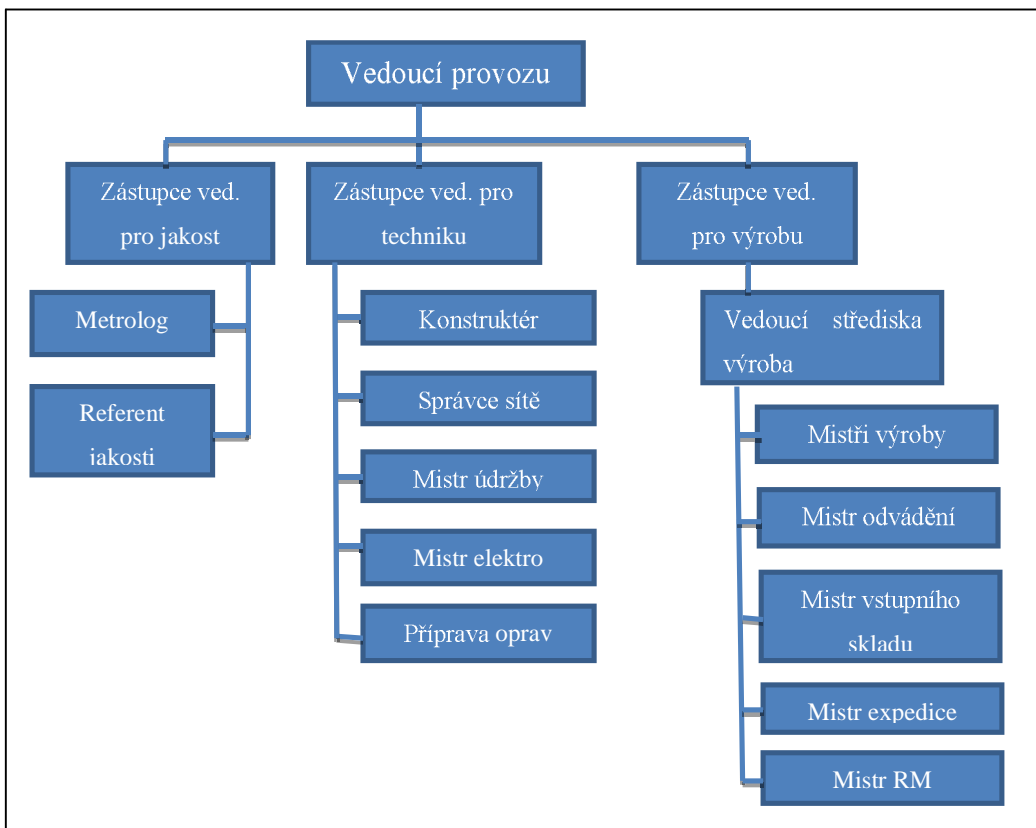 Vedoucí provozu
Zástupce ved.
pro jakost
Zástupce ved. pro
techniku
Zástupce ved.
pro výrobu
Metrolog
Referent
jakosti
Konstruktér
Správce sítě
Mistr údržby
Mistr elektro
Příprava oprav
Vedoucí střediska
výroba
Mistři výroby
Mistr odvádění
Mistr vstupního
skladu
Mistr expedice
Mistr RM